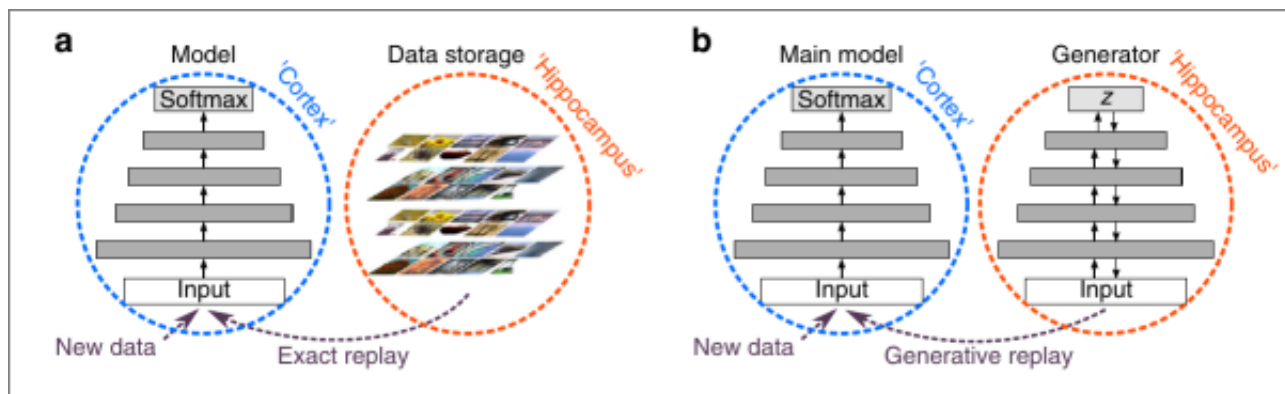 a
Model
Data storage
'Cortex'
'Hippocampus'
Softmax
Input
New data
Exact replay
b
Main model
Generator
'Cortex'
'Hippocampus'
Softmax
z
Input
Input
New data
Generative replay